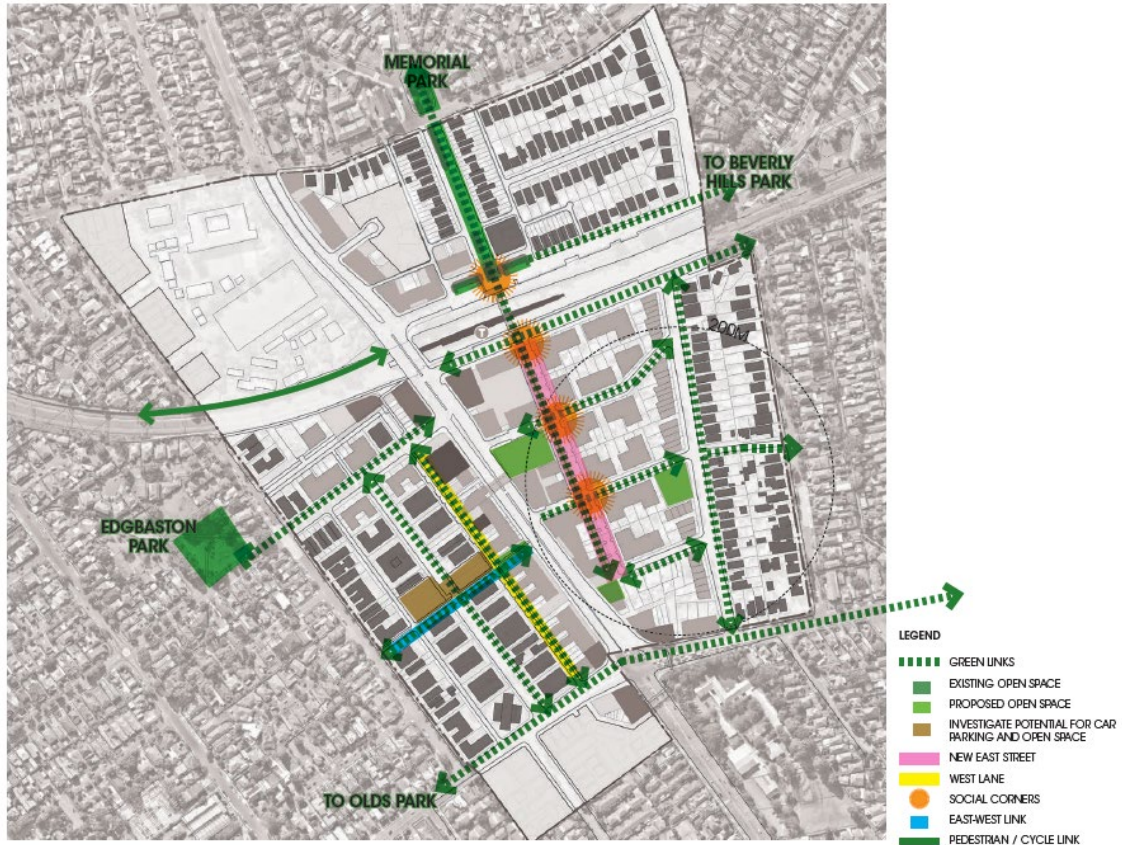 MEMORIAL
PARK
TO BEVERLY
HILLS PARK
200M
T
EDGBASTON
PARK
TO OLDS PARK
LEGEND
GREEN LINKS
EXISTING OPEN SPACE
PROPOSED OPEN SPACE
INVESTIGATE POTENTIAL FOR CAR
PARKING AND OPEN SPACE
NEW EAST STREET
WEST LANE
SOCIAL CORNERS
EAST-WEST LINK
PEDESTRIAN / CYCLE LINK